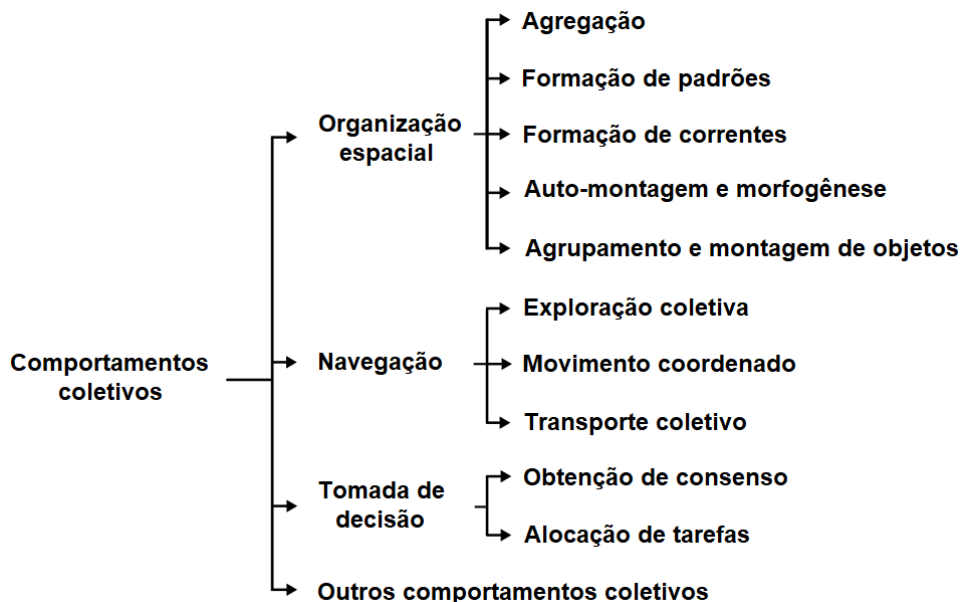 Agregação
Formação de padrões
Organização
espacial
Formação de correntes
Auto-montagem e morfogênese
Agrupamento e montagem de objetos
Exploração coletiva
Comportamentos
coletivos
Navegação
Movimento coordenado
Transporte coletivo
Tomada de
decisão
Obtenção de consenso
Alocação de tarefas
Outros comportamentos coletivos